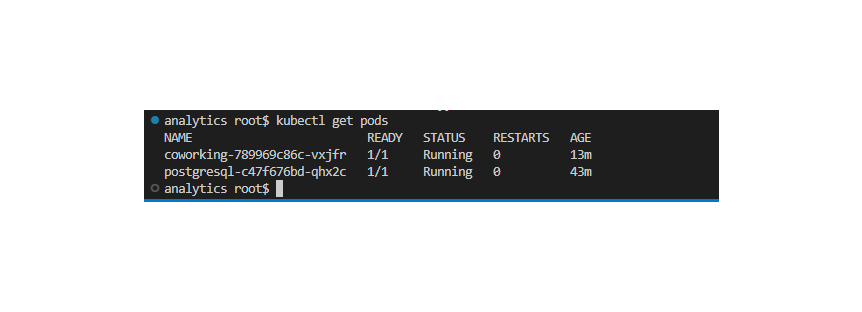 analytics root$ kubectl get pods
NAME READY STATUS RESTARTS AGE
coworking-789969c86c-vxjfr 1/1 Running 0 13m
postgresql-c47f676bd-qhx2c 1/1 Running 0 43m
analytics root$